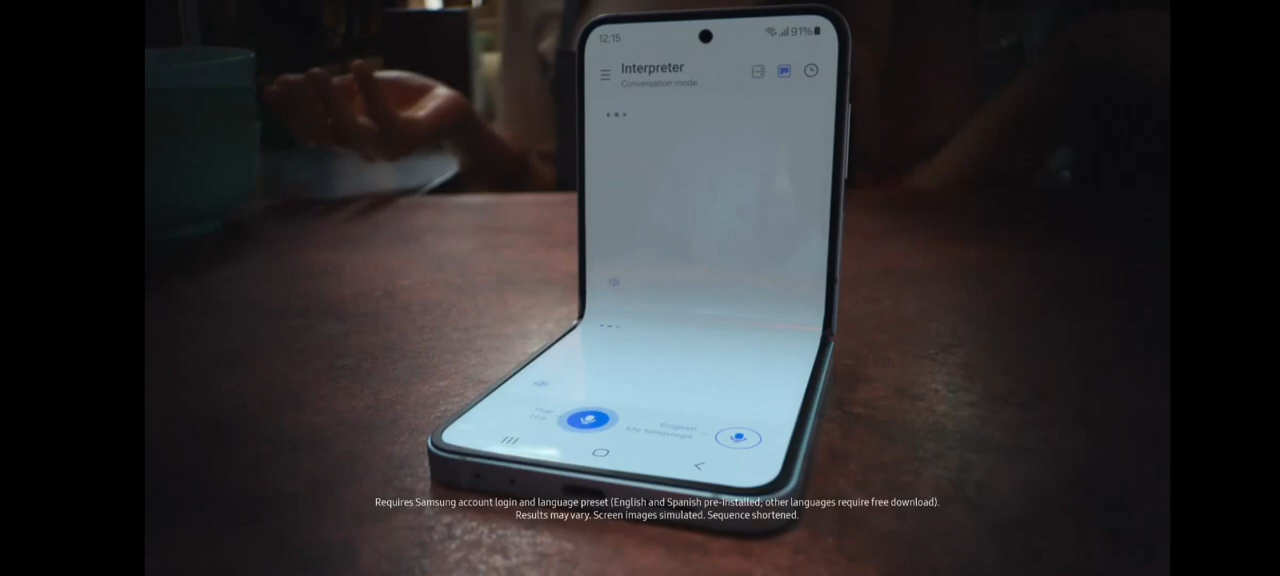 12:15
91%
Interpreter
Conversation mode
English
My language
Requires Samsung account login and language preset (English and Spanish pre-installed; other languages require free download).
Results may vary. Screen images simulated. Sequence shortened.